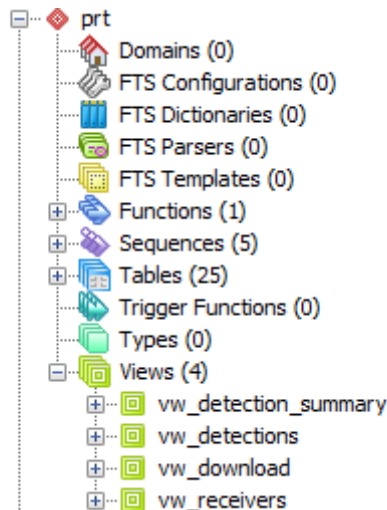 prt
Domains (0)
FTS Configurations (0)
FTS Dictionaries (0)
FTS Parsers (0)
FTS Templates (0)
Functions (1)
Sequences (5)
Tables (25)
Trigger Functions (0)
Types (0)
Views (4)
vw_detection_summary
vw_detections
vw_download
vw_receivers